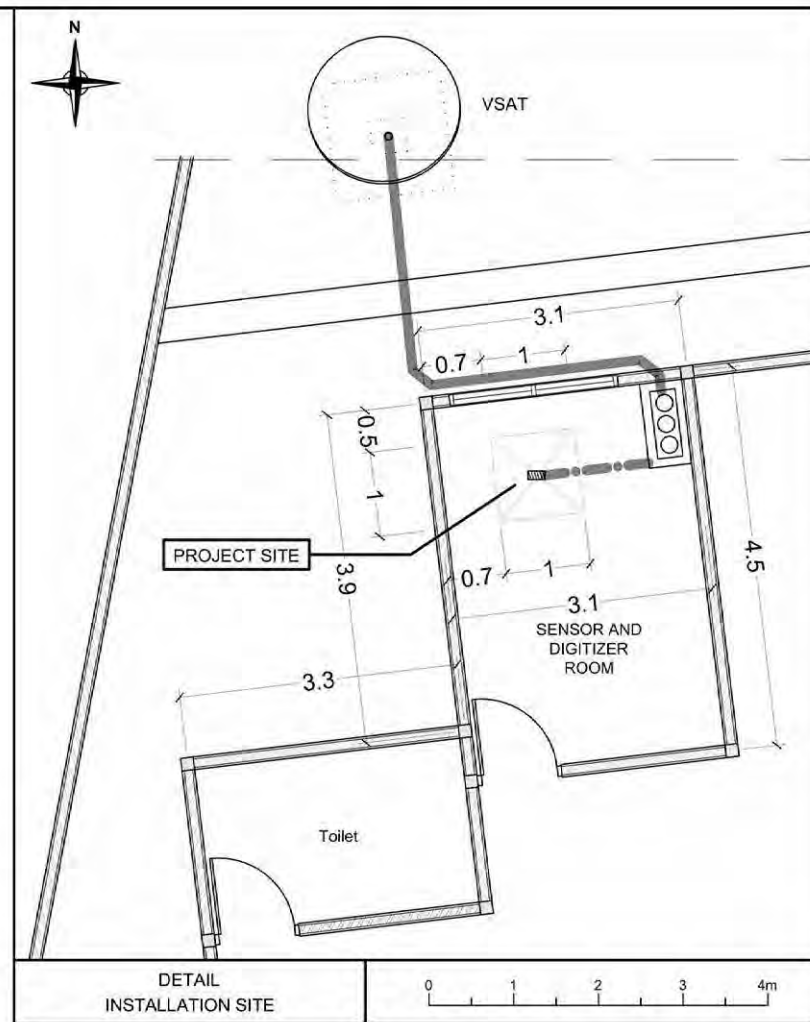 N
VSAT
3.1
0.7
1
0.5
1
PROJECT SITE
3.9
0.7
1
4.5
3.1
SENSOR AND
DIGITIZER
ROOM
3.3
Toilet
DETAIL
INSTALLATION SITE
0 1 2 3 4m